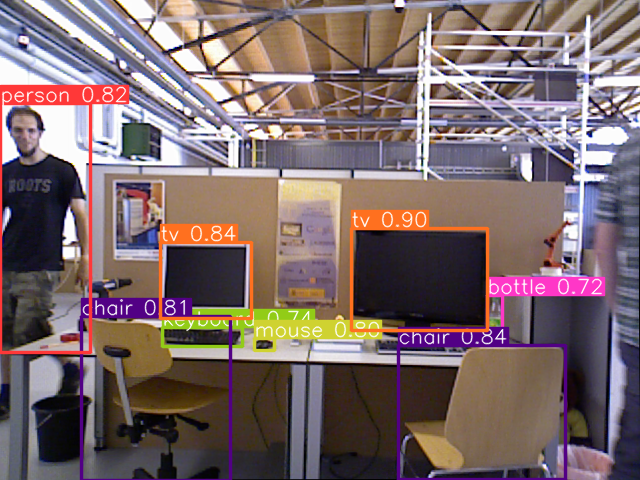 person 0.82
ROOTS
tv 0.84
tv 0.90
bottle 0.72
chair 0.81
keyboard 0.74
mouse 0.80
chair 0.84